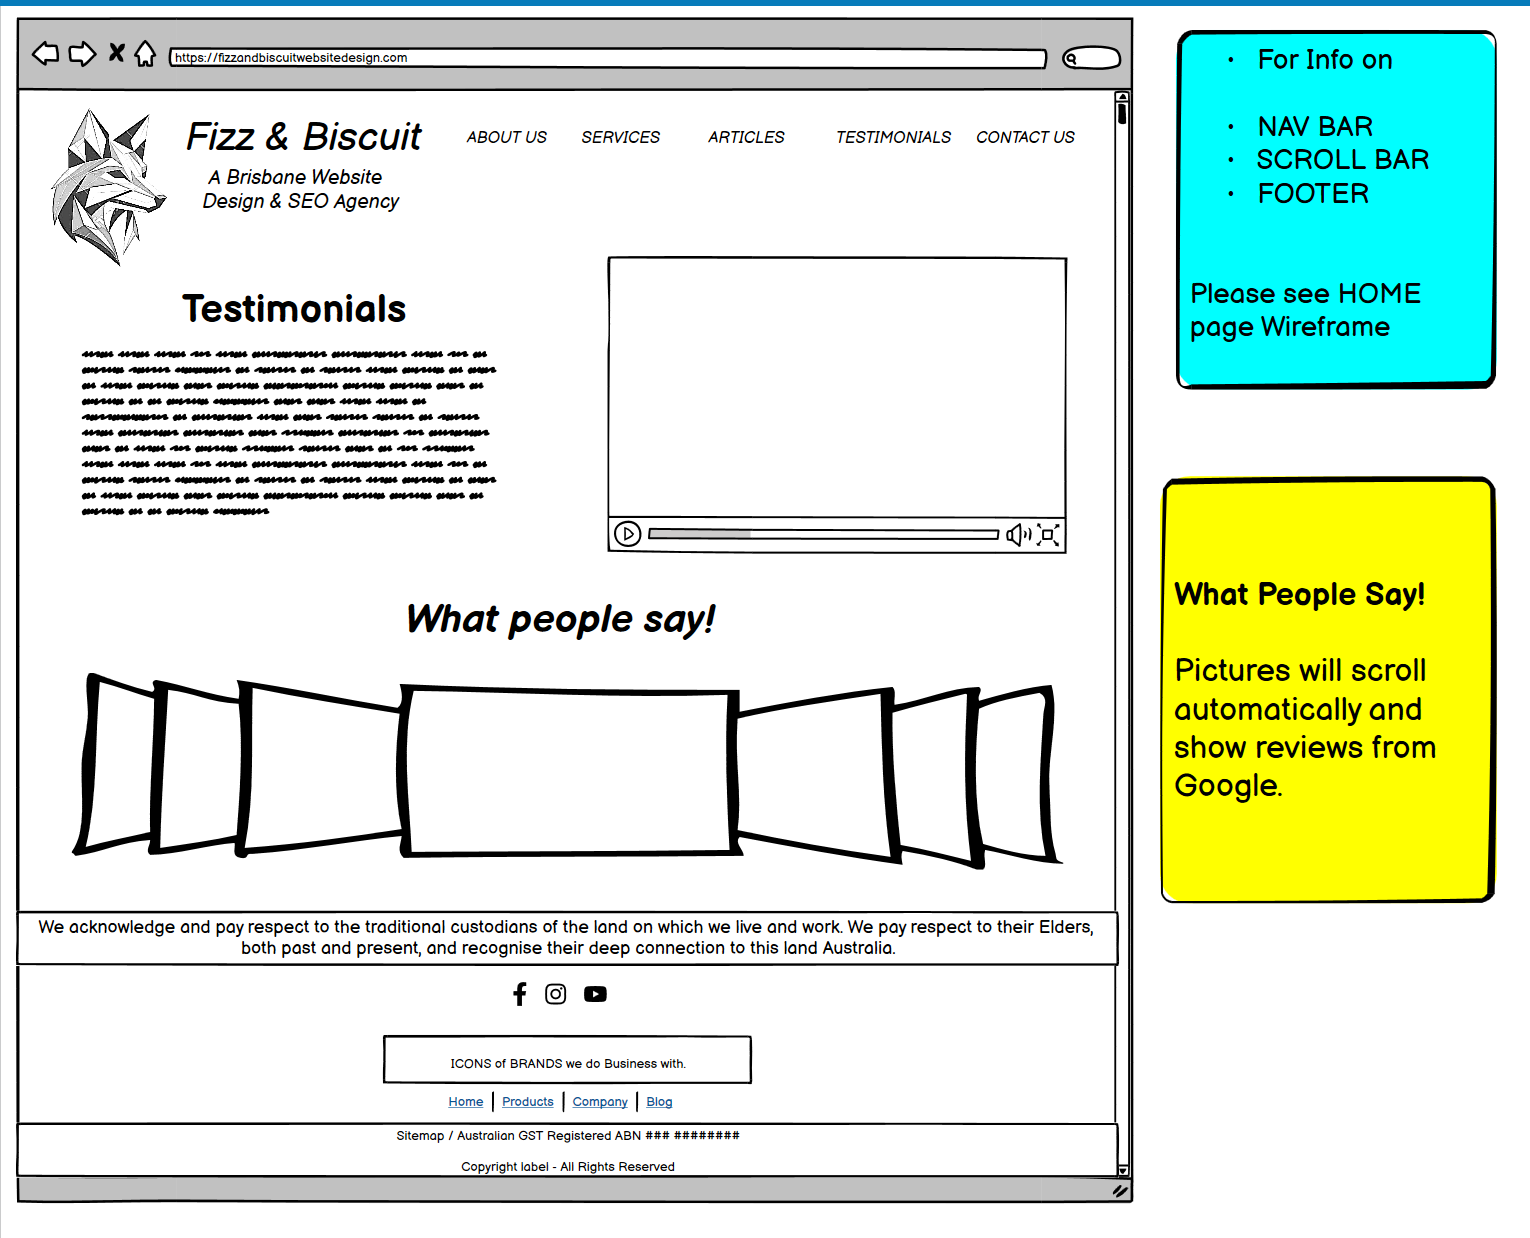 https://fizzandbiscuitwebsitedesign.com
Fizz & Biscuit
A Brisbane Website
Design & SEO Agency
ABOUT US
SERVICES
ARTICLES
TESTIMONIALS
CONTACT US
Testimonials
What people say!
We acknowledge and pay respect to the traditional custodians of the land on which we live and work. We pay respect to their Elders,
both past and present, and recognise their deep connection to this land Australia.
ICONS of BRANDS we do Business with.
Home | Products | Company | Blog
Sitemap / Australian GST Registered ABN ### ########
Copyright label - All Rights Reserved
• For Info on
• NAV BAR
• SCROLL BAR
• FOOTER
Please see HOME
page Wireframe
What People Say!
Pictures will scroll
automatically and
show reviews from
Google.